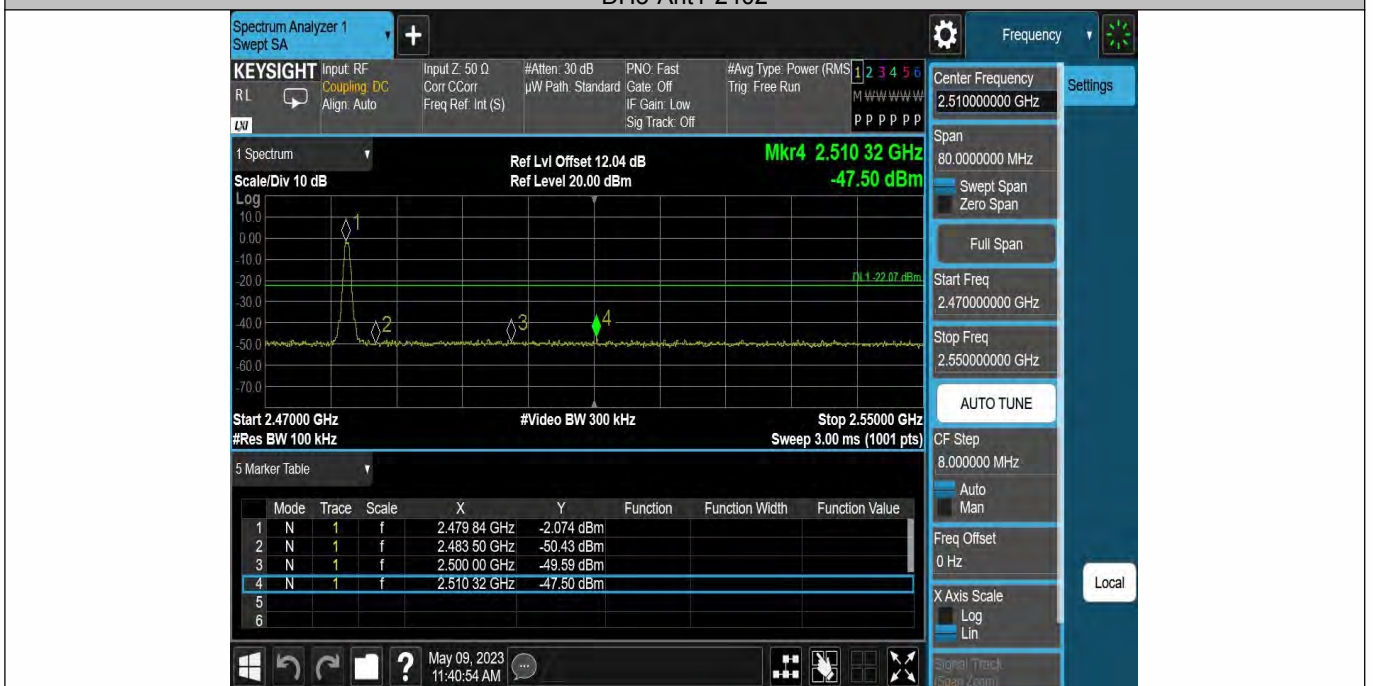 Spectrum Analyzer 1
Swept SA
Frequency
KEYSIGHT
RL
LXI
Input: RF
Coupling: DC
Align: Auto
Input Z: 50 Ω
Corr CCorr
Freq Ref: Int (S)
#Atten: 30 dB
µW Path: Standard
PNO: Fast
Gate: Off
IF Gain: Low
Sig Track: Off
#Avg Type: Power (RMS
Trig: Free Run
1 2 3 4 5 6
M W W W W W
P P P P P P
1 Spectrum
Scale/Div 10 dB
Ref Lvl Offset 12.04 dB
Ref Level 20.00 dBm
Mkr4 2.510 32 GHz
-47.50 dBm
Log
10.0
0.00
-10.0
-20.0
-30.0
-40.0
-50.0
-60.0
-70.0
1
2
3
4
DL1 -22.07 dBm
Start 2.47000 GHz
#Res BW 100 kHz
#Video BW 300 kHz
Stop 2.55000 GHz
Sweep 3.00 ms (1001 pts)
5 Marker Table
Mode Trace Scale X Y Function Function Width Function Value
1 N 1 f 2.479 84 GHz -2.074 dBm
2 N 1 f 2.483 50 GHz -50.43 dBm
3 N 1 f 2.500 00 GHz -49.59 dBm
4 N 1 f 2.510 32 GHz -47.50 dBm
5
6
May 09, 2023
11:40:54 AM
Center Frequency
2.510000000 GHz
Settings
Span
80.0000000 MHz
Swept Span
Zero Span
Full Span
Start Freq
2.470000000 GHz
Stop Freq
2.550000000 GHz
AUTO TUNE
CF Step
8.000000 MHz
Auto
Man
Freq Offset
0 Hz
X Axis Scale
Log
Lin
Local
Signal Track
(Span Zoom)